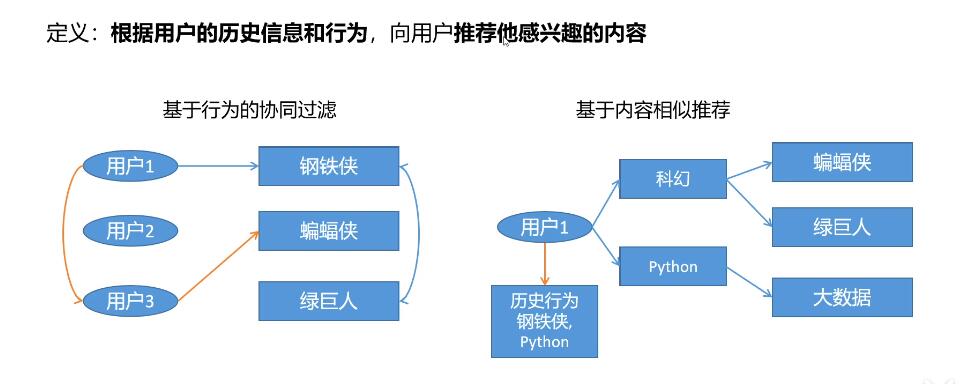 定义：根据用户的历史信息和行为，向用户推荐他感兴趣的内容
基于行为的协同过滤
用户1
钢铁侠
用户2
蝙蝠侠
用户3
绿巨人
基于内容相似推荐
用户1
科幻
蝙蝠侠
绿巨人
Python
大数据
历史行为
钢铁侠,
Python